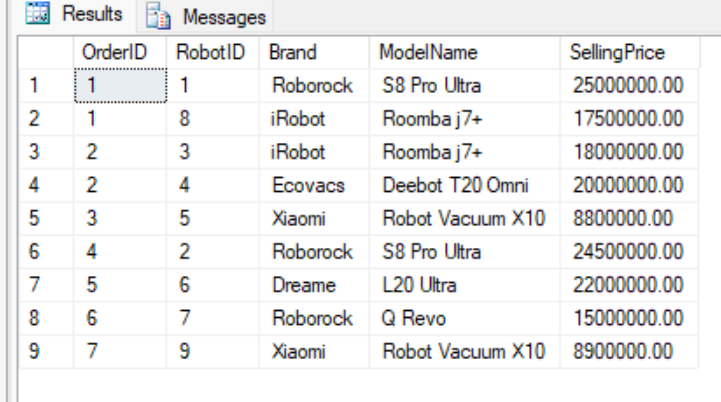 Results Messages
OrderID RobotID Brand ModelName SellingPrice
1 1 1 Roborock S8 Pro Ultra 25000000.00
2 1 8 iRobot Roomba j7+ 17500000.00
3 2 3 iRobot Roomba j7+ 18000000.00
4 2 4 Ecovacs Deebot T20 Omni 20000000.00
5 3 5 Xiaomi Robot Vacuum X10 8800000.00
6 4 2 Roborock S8 Pro Ultra 24500000.00
7 5 6 Dreame L20 Ultra 22000000.00
8 6 7 Roborock Q Revo 15000000.00
9 7 9 Xiaomi Robot Vacuum X10 8900000.00